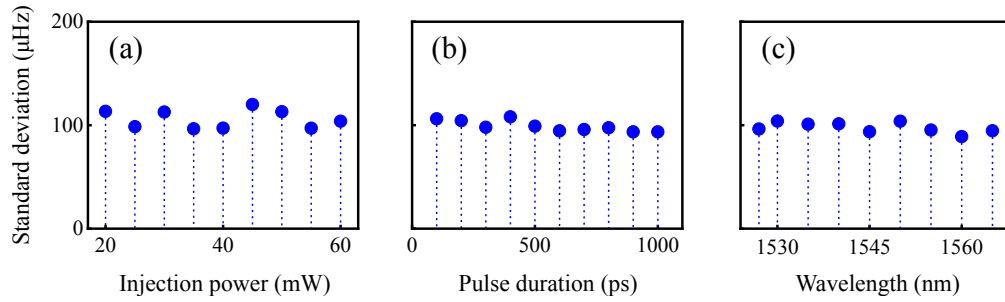 Standard deviation (μHz)
200
100
0
(a)
20
40
60
Injection power (mW)
(b)
0
500
1000
Pulse duration (ps)
(c)
1530
1545
1560
Wavelength (nm)